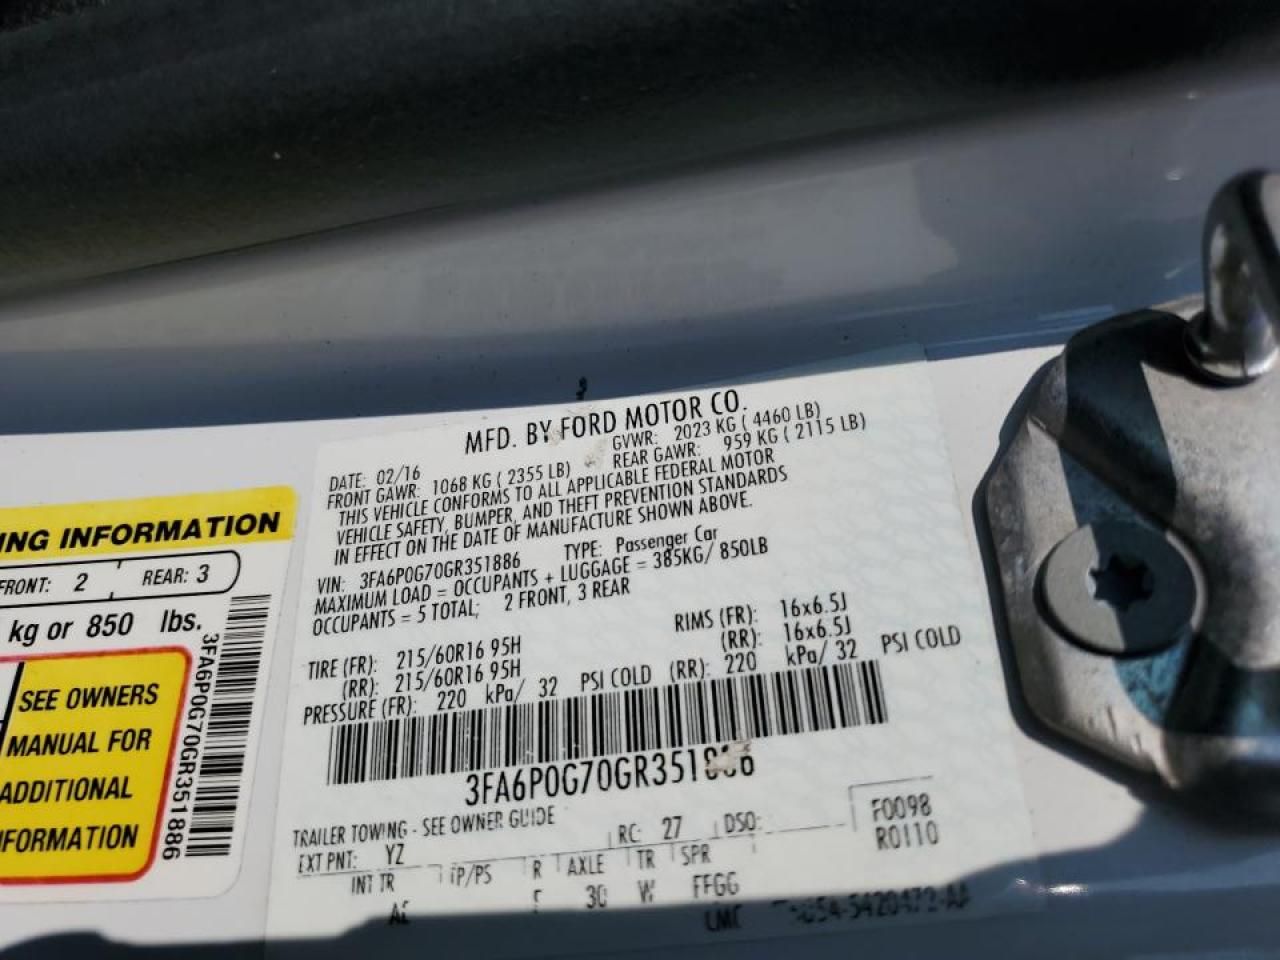 MFD. BY FORD MOTOR CO.
DATE: 02/16 GVWR: 2023 KG ( 4460 LB)
FRONT GAWR: 1068 KG ( 2355 LB) REAR GAWR: 959 KG ( 2115 LB)
THIS VEHICLE CONFORMS TO ALL APPLICABLE FEDERAL MOTOR
VEHICLE SAFETY, BUMPER, AND THEFT PREVENTION STANDARDS
IN EFFECT ON THE DATE OF MANUFACTURE SHOWN ABOVE.
VIN: 3FA6P0G70GR351886 TYPE: Passenger Car
MAXIMUM LOAD = OCCUPANTS + LUGGAGE = 385KG/ 850LB
OCCUPANTS = 5 TOTAL; 2 FRONT, 3 REAR
TIRE (FR): 215/60R16 95H RIMS (FR): 16x6.5J
(RR): 215/60R16 95H (RR): 16x6.5J
PRESSURE (FR): 220 kPa/ 32 PSI COLD (RR): 220 kPa/ 32 PSI COLD
3FA6P0G70GR351886
TRAILER TOWING - SEE OWNER GUIDE
EXT PNT: YZ RC: 27 DSO: F0098
R0110
INT TR TP/PS R AXLE TR SPR
30 W FFGG
ING INFORMATION
FRONT: 2 REAR: 3
kg or 850 lbs.
SEE OWNERS
MANUAL FOR
ADDITIONAL
INFORMATION
3FA6P0G70GR351886